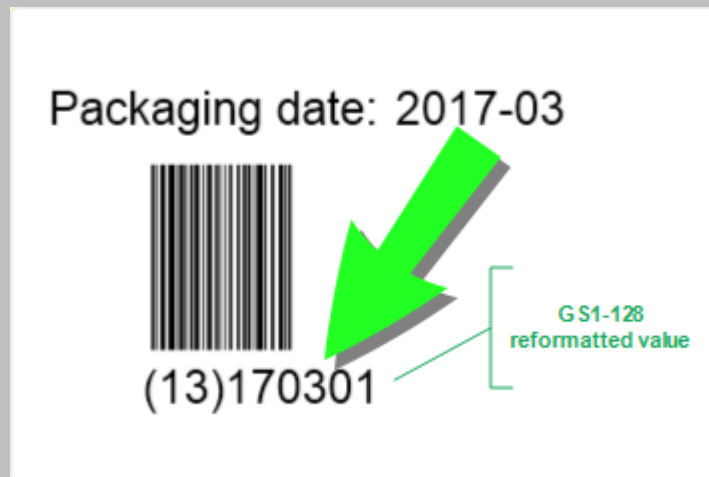 Packaging date: 2017-03
(13)170301
GS1-128
reformatted value